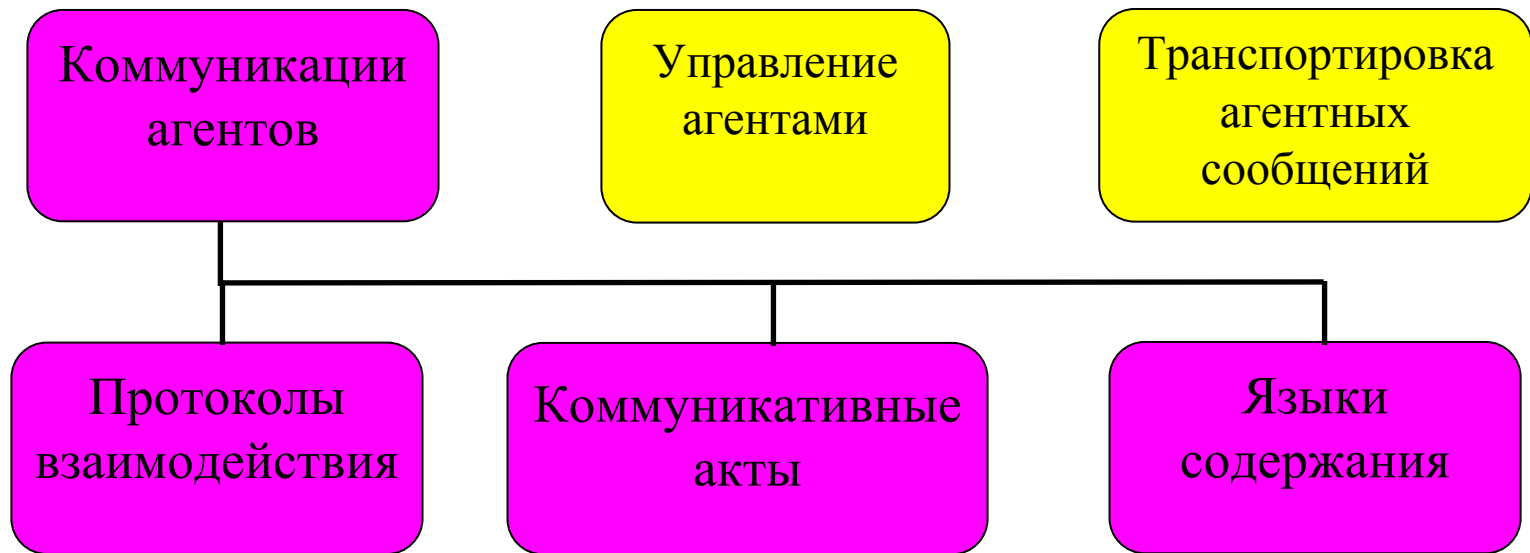 Коммуникации
агентов
Управление
агентами
Транспортировка
агентных
сообщений
Протоколы
взаимодействия
Коммуникативные
акты
Языки
содержания